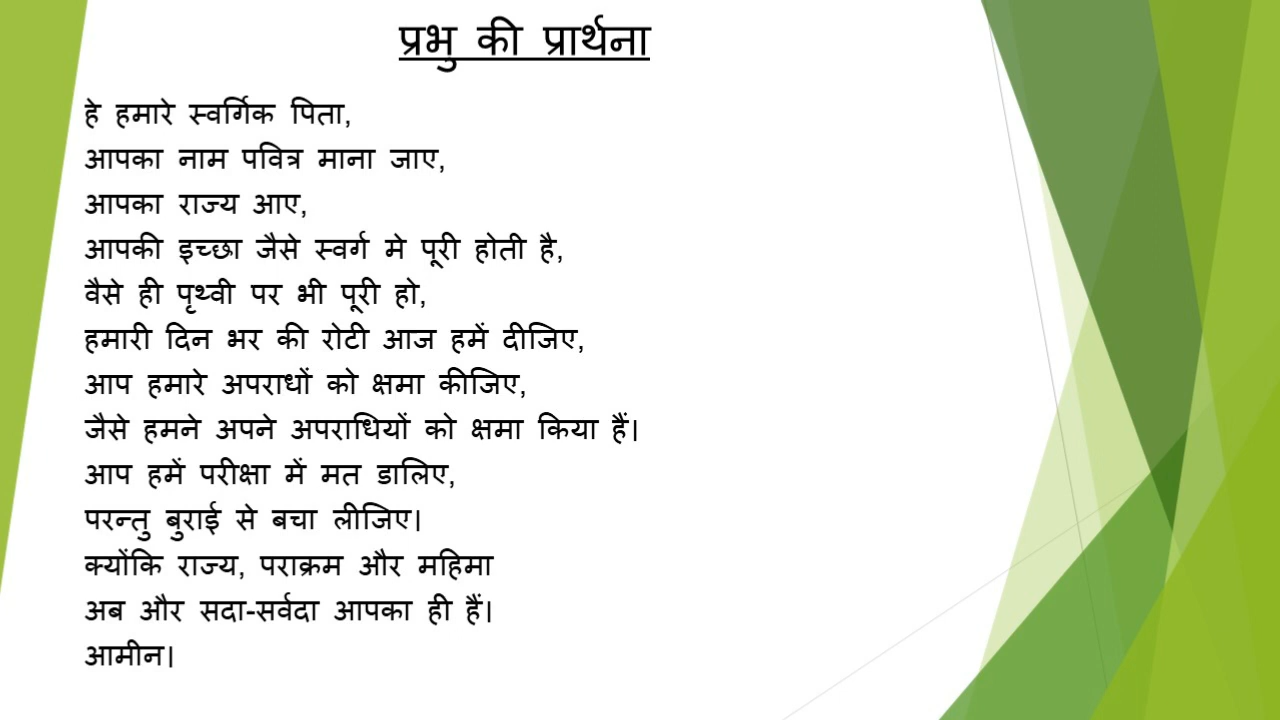 प्रभु की प्रार्थना
हे हमारे स्वर्गिक पिता,
आपका नाम पवित्र माना जाए,
आपका राज्य आए,
आपकी इच्छा जैसे स्वर्ग मे पूरी होती है,
वैसे ही पृथ्वी पर भी पूरी हो,
हमारी दिन भर की रोटी आज हमें दीजिए,
आप हमारे अपराधों को क्षमा कीजिए,
जैसे हमने अपने अपराधियों को क्षमा किया हैं।
आप हमें परीक्षा में मत डालिए,
परन्तु बुराई से बचा लीजिए।
क्योंकि राज्य, पराक्रम और महिमा
अब और सदा-सर्वदा आपका ही हैं।
आमीन।